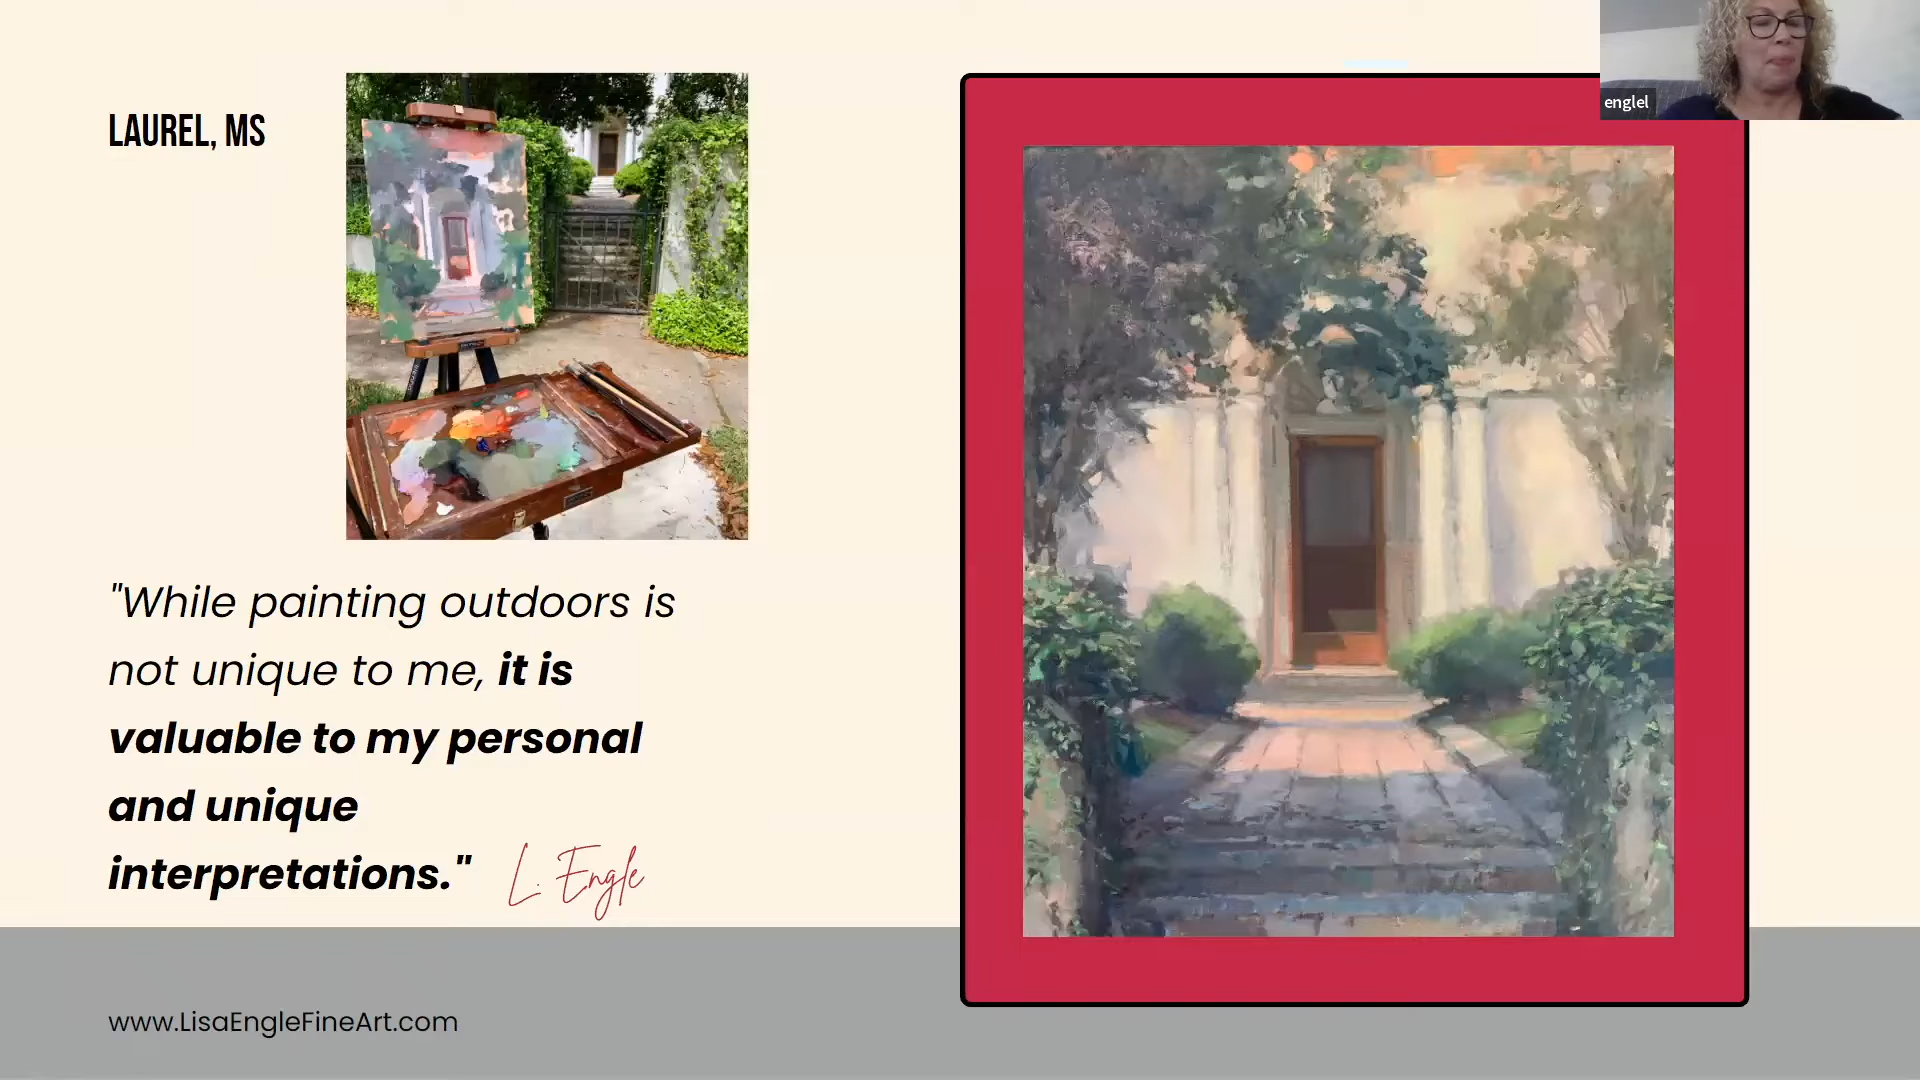 LAUREL, MS
englel
"While painting outdoors is
not unique to me, it is
valuable to my personal
and unique
interpretations."
L. Engle
www.LisaEngleFineArt.com